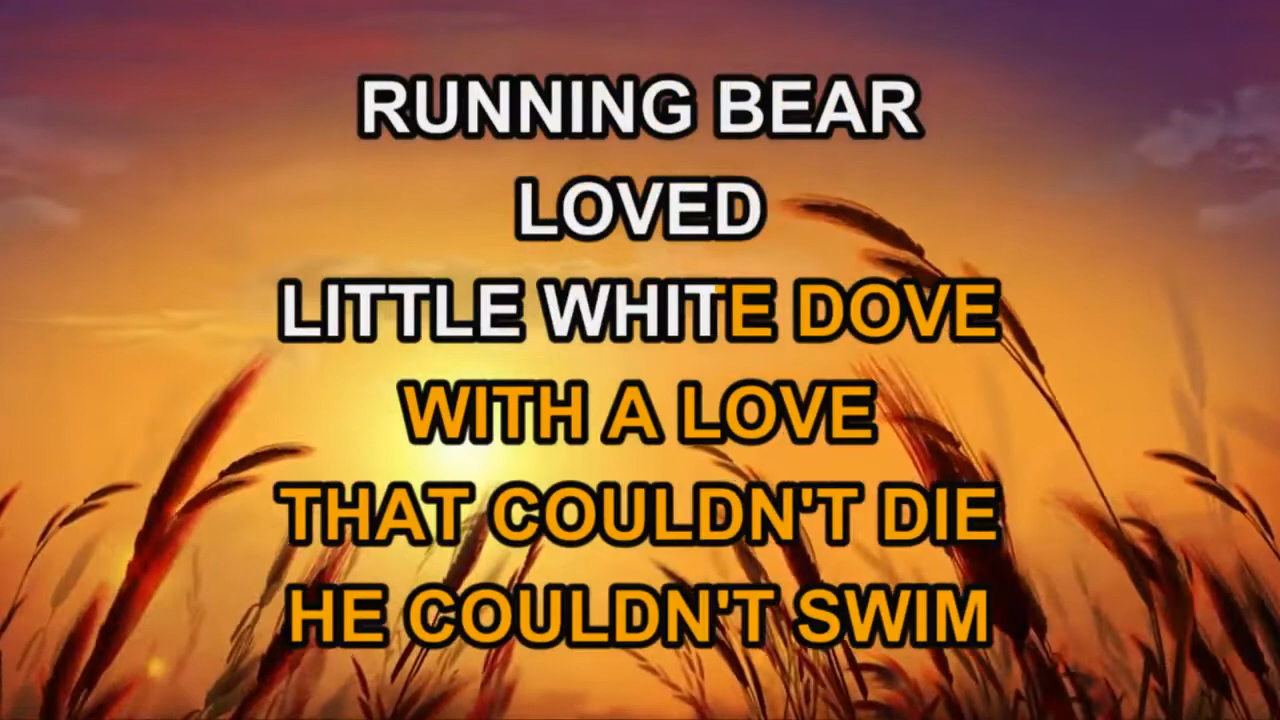 RUNNING BEAR
LOVED
LITTLE WHITE DOVE
WITH A LOVE
THAT COULDN'T DIE
HE COULDN'T SWIM